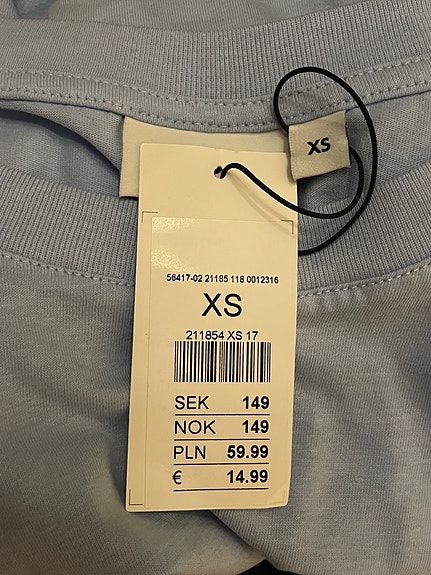 XS
56417-02 21185 118 0012316
XS
211854 XS 17
SEK 149
NOK 149
PLN 59.99
€ 14.99